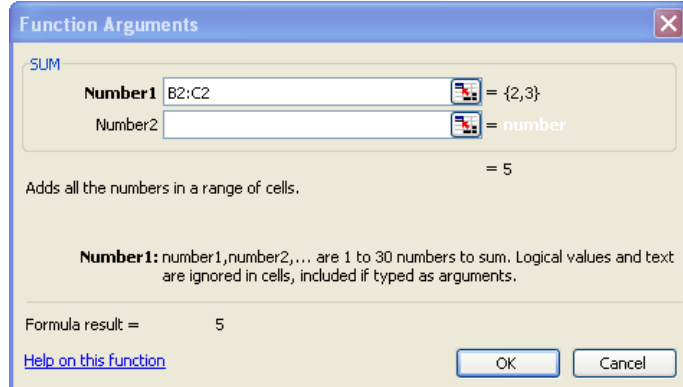 Function Arguments
SUM
Number1 B2:C2 = {2,3}
Number2 = number
= 5
Adds all the numbers in a range of cells.
Number1: number1,number2,... are 1 to 30 numbers to sum. Logical values and text
are ignored in cells, included if typed as arguments.
Formula result = 5
Help on this function
OK Cancel